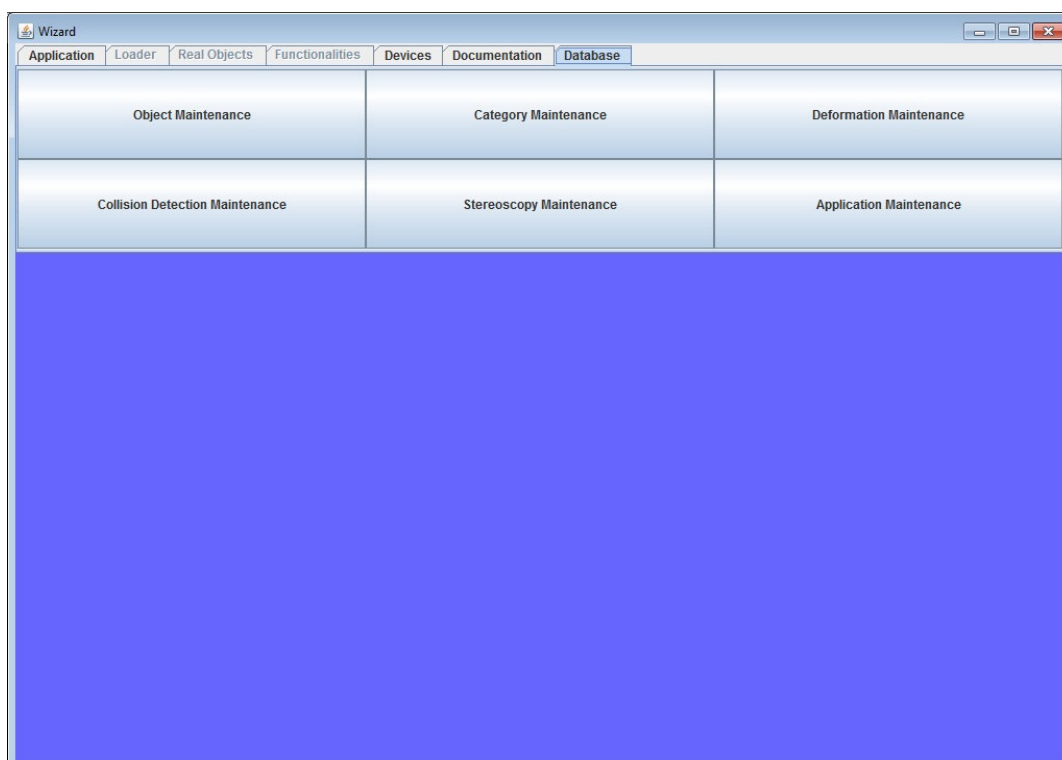 Wizard
Application Loader Real Objects Functionalities Devices Documentation Database
Object Maintenance Category Maintenance Deformation Maintenance
Collision Detection Maintenance Stereoscopy Maintenance Application Maintenance